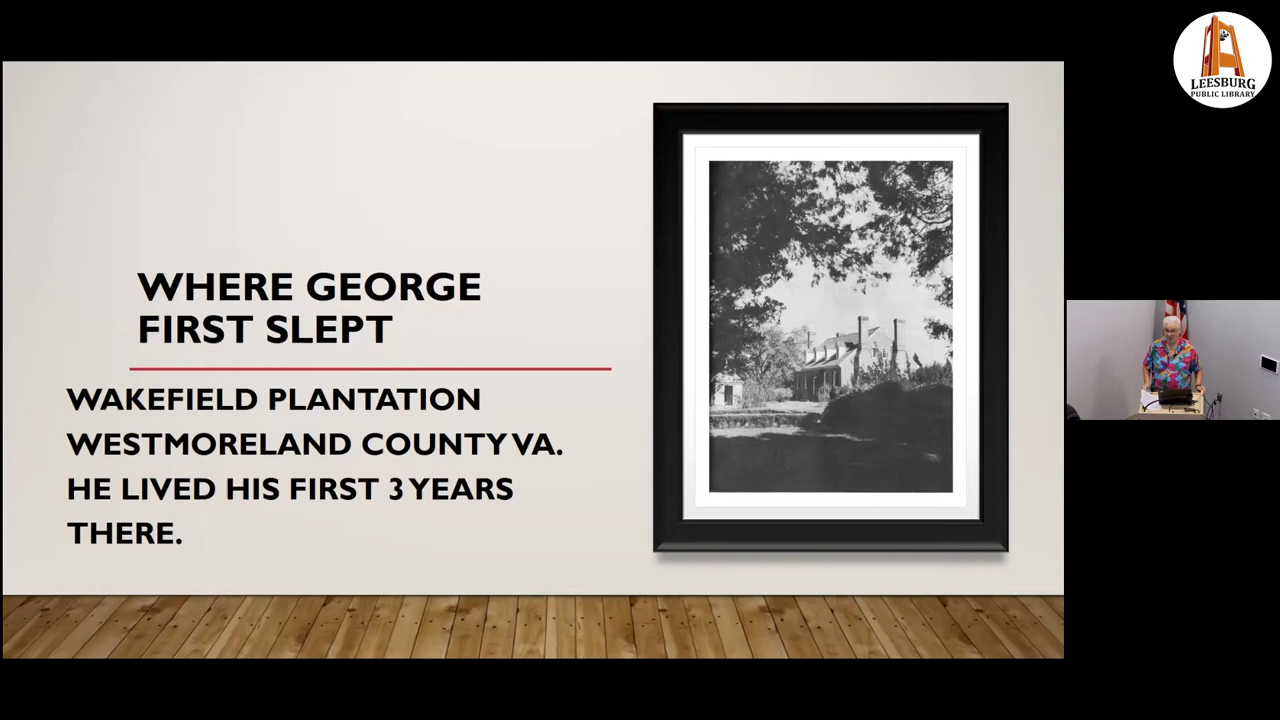 WHERE GEORGE
FIRST SLEPT
WAKEFIELD PLANTATION
WESTMORELAND COUNTY VA.
HE LIVED HIS FIRST 3 YEARS
THERE.
LEESBURG
PUBLIC LIBRARY